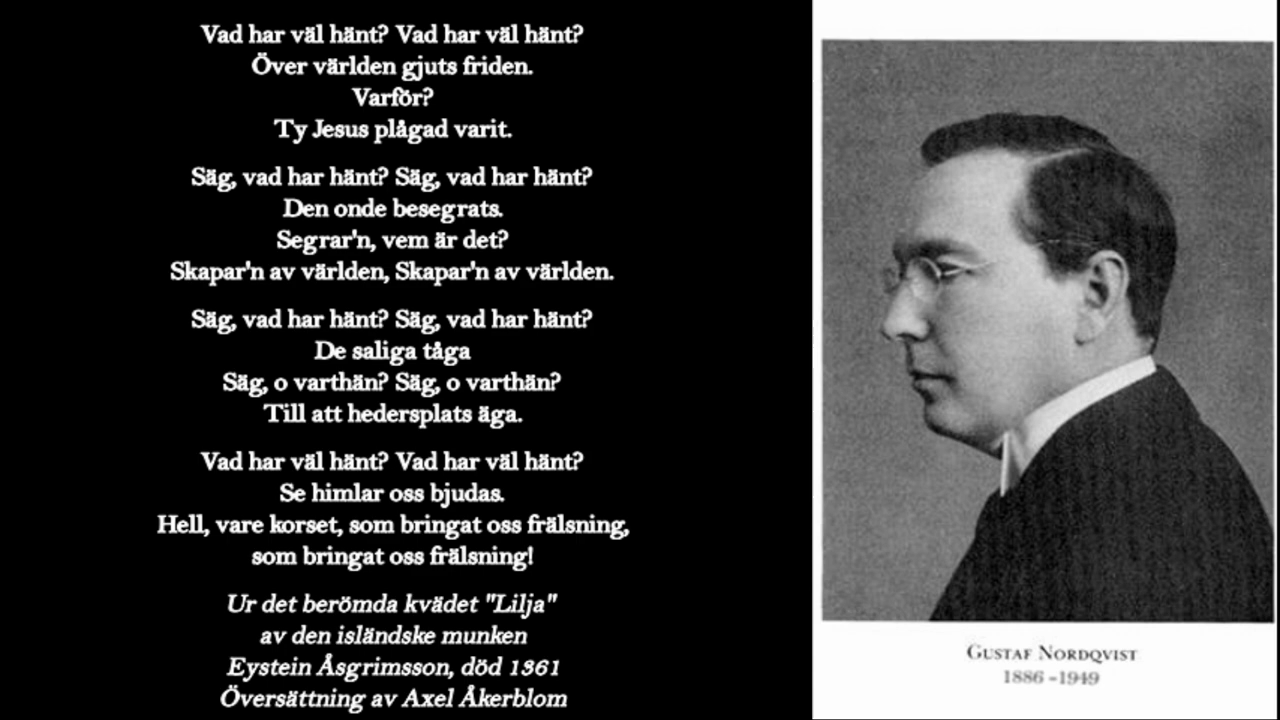 Vad har väl hänt? Vad har väl hänt?
Över världen gjuts friden.
Varför?
Ty Jesus plågad varit.
Säg, vad har hänt? Säg, vad har hänt?
Den onde besegrats.
Segrar'n, vem är det?
Skapar'n av världen, Skapar'n av världen.
Säg, vad har hänt? Säg, vad har hänt?
De saliga tåga
Säg, o varthän? Säg, o varthän?
Till att hedersplats äga.
Vad har väl hänt? Vad har väl hänt?
Se himlar oss bjudas.
Hell, vare korset, som bringat oss frälsning,
som bringat oss frälsning!
Ur det berömda kvädet "Lilja"
av den isländske munken
Eystein Åsgrimsson, död 1361
Översättning av Axel Åkerblom
GUSTAF NORDQVIST
1886 –1949